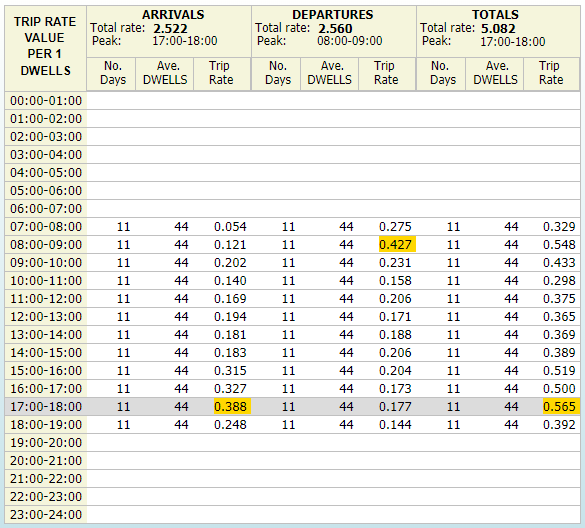 TRIP RATE VALUE PER 1 DWELLS
ARRIVALS DEPARTURES TOTALS
Total rate: 2.522 Total rate: 2.560 Total rate: 5.082
Peak: 17:00-18:00 Peak: 08:00-09:00 Peak: 17:00-18:00
No. Days Ave. DWELLS Trip Rate No. Days Ave. DWELLS Trip Rate No. Days Ave. DWELLS Trip Rate
00:00-01:00
01:00-02:00
02:00-03:00
03:00-04:00
04:00-05:00
05:00-06:00
06:00-07:00
07:00-08:00 11 44 0.054 11 44 0.275 11 44 0.329
08:00-09:00 11 44 0.121 11 44 0.427 11 44 0.548
09:00-10:00 11 44 0.202 11 44 0.231 11 44 0.433
10:00-11:00 11 44 0.140 11 44 0.158 11 44 0.298
11:00-12:00 11 44 0.169 11 44 0.206 11 44 0.375
12:00-13:00 11 44 0.194 11 44 0.171 11 44 0.365
13:00-14:00 11 44 0.181 11 44 0.188 11 44 0.369
14:00-15:00 11 44 0.183 11 44 0.206 11 44 0.389
15:00-16:00 11 44 0.315 11 44 0.204 11 44 0.519
16:00-17:00 11 44 0.327 11 44 0.173 11 44 0.500
17:00-18:00 11 44 0.388 11 44 0.177 11 44 0.565
18:00-19:00 11 44 0.248 11 44 0.144 11 44 0.392
19:00-20:00
20:00-21:00
21:00-22:00
22:00-23:00
23:00-24:00